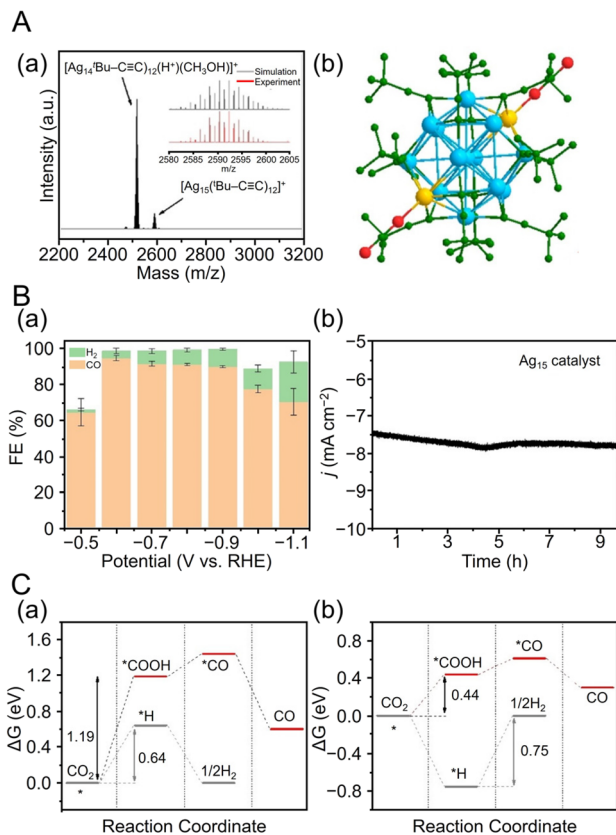 A
(a)
[Ag₁₄ᵗBu–C≡C)₁₂(H⁺)(CH₃OH)]⁺
Simulation
Experiment
2580 2585 2590 2595 2600 2605
m/z
[Ag₁₅(ᵗBu–C≡C)₁₂]⁺
Intensity (a.u.)
2200 2400 2600 2800 3000 3200
Mass (m/z)
(b)
B
(a)
100
80
60
40
20
0
H₂
CO
FE (%)
−0.5 −0.7 −0.9 −1.1
Potential (V vs. RHE)
(b)
−5
−6
−7
−8
−9
−10
Ag₁₅ catalyst
j (mA cm⁻²)
1 3 5 7 9
Time (h)
C
(a)
1.6
1.2
0.8
0.4
0.0
ΔG (eV)
*COOH
*CO
*H
CO
1.19
0.64
CO₂
*
1/2H₂
Reaction Coordinate
(b)
0.8
0.4
0.0
−0.4
−0.8
ΔG (eV)
*CO
*COOH
CO
CO₂
*
0.44
1/2H₂
0.75
*H
Reaction Coordinate